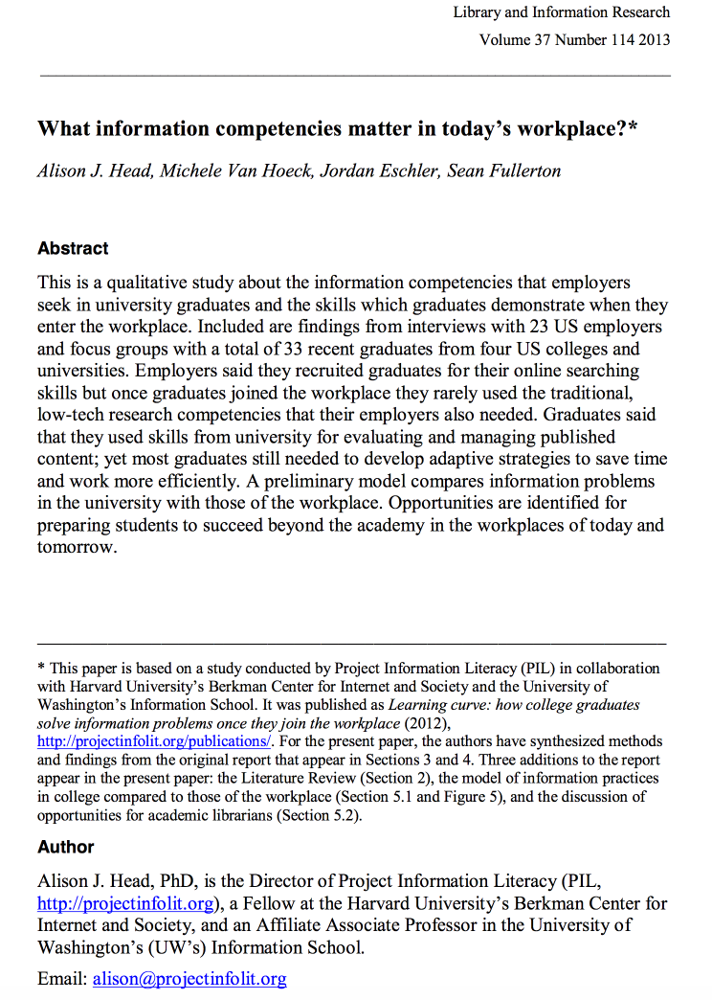 Library and Information Research
Volume 37 Number 114 2013
What information competencies matter in today's workplace?*
Alison J. Head, Michele Van Hoeck, Jordan Eschler, Sean Fullerton
Abstract
This is a qualitative study about the information competencies that employers
seek in university graduates and the skills which graduates demonstrate when they
enter the workplace. Included are findings from interviews with 23 US employers
and focus groups with a total of 33 recent graduates from four US colleges and
universities. Employers said they recruited graduates for their online searching
skills but once graduates joined the workplace they rarely used the traditional,
low-tech research competencies that their employers also needed. Graduates said
that they used skills from university for evaluating and managing published
content; yet most graduates still needed to develop adaptive strategies to save time
and work more efficiently. A preliminary model compares information problems
in the university with those of the workplace. Opportunities are identified for
preparing students to succeed beyond the academy in the workplaces of today and
tomorrow.
* This paper is based on a study conducted by Project Information Literacy (PIL) in collaboration
with Harvard University's Berkman Center for Internet and Society and the University of
Washington's Information School. It was published as Learning curve: how college graduates
solve information problems once they join the workplace (2012),
http://projectinfolit.org/publications/. For the present paper, the authors have synthesized methods
and findings from the original report that appear in Sections 3 and 4. Three additions to the report
appear in the present paper: the Literature Review (Section 2), the model of information practices
in college compared to those of the workplace (Section 5.1 and Figure 5), and the discussion of
opportunities for academic librarians (Section 5.2).
Author
Alison J. Head, PhD, is the Director of Project Information Literacy (PIL,
http://projectinfolit.org), a Fellow at the Harvard University's Berkman Center for
Internet and Society, and an Affiliate Associate Professor in the University of
Washington's (UW's) Information School.
Email: alison@projectinfolit.org